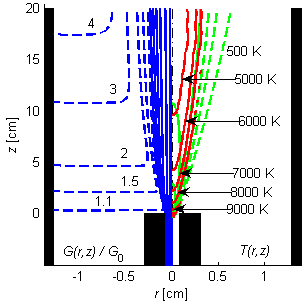 20
4
500 K
15
5000 K
3
z [cm]
10
6000 K
2
5
7000 K
1.5
8000 K
1.1
9000 K
0
G(r,z) / G0
T(r,z)
-1 -0.5 0 0.5 1
r [cm]